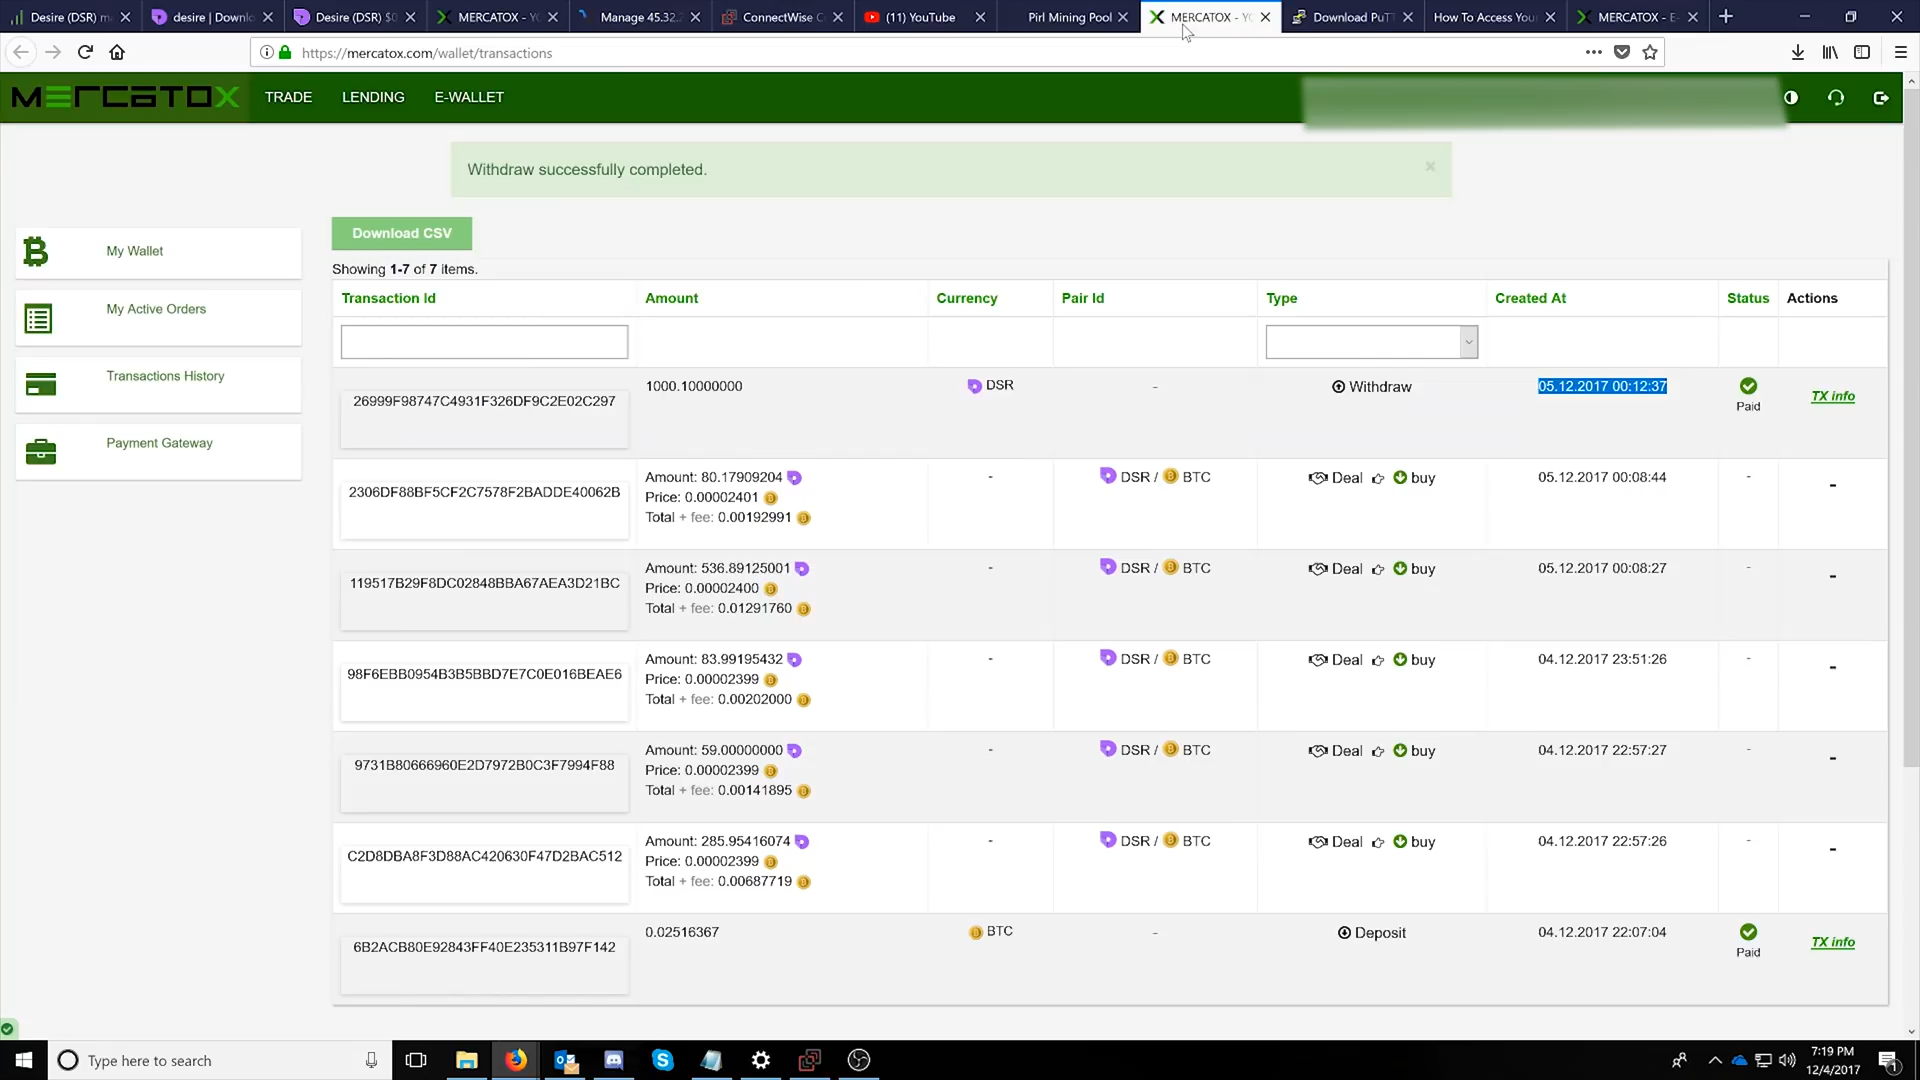 Desire (DSR) m
desire | Downlo
Desire (DSR) $0
MERCATOX - YO
Manage 45.32.2
ConnectWise C
(11) YouTube
Pirl Mining Pool
MERCATOX - YO
Download PuTT
How To Access You
MERCATOX - E-
https://mercatox.com/wallet/transactions
MERCATOX
TRADE
LENDING
E-WALLET
Withdraw successfully completed.
×
My Wallet
My Active Orders
Transactions History
Payment Gateway
Download CSV
Showing 1-7 of 7 items.
Transaction Id Amount Currency Pair Id Type Created At Status Actions
26999F98747C4931F326DF9C2E02C297 1000.10000000 DSR - Withdraw 05.12.2017 00:12:37 Paid TX info
2306DF88BF5CF2C7578F2BADDE40062B Amount: 80.17909204 - DSR / BTC Deal buy 05.12.2017 00:08:44 - -
Price: 0.00002401
Total + fee: 0.00192991
119517B29F8DC02848BBA67AEA3D21BC Amount: 536.89125001 - DSR / BTC Deal buy 05.12.2017 00:08:27 - -
Price: 0.00002400
Total + fee: 0.01291760
98F6EBB0954B3B5BBD7E7C0E016BEAE6 Amount: 83.99195432 - DSR / BTC Deal buy 04.12.2017 23:51:26 - -
Price: 0.00002399
Total + fee: 0.00202000
9731B80666960E2D7972B0C3F7994F88 Amount: 59.00000000 - DSR / BTC Deal buy 04.12.2017 22:57:27 - -
Price: 0.00002399
Total + fee: 0.00141895
C2D8DBA8F3D88AC420630F47D2BAC512 Amount: 285.95416074 - DSR / BTC Deal buy 04.12.2017 22:57:26 - -
Price: 0.00002399
Total + fee: 0.00687719
6B2ACB80E92843FF40E235311B97F142 0.02516367 BTC - Deposit 04.12.2017 22:07:04 Paid TX info
Type here to search
7:19 PM
12/4/2017
1